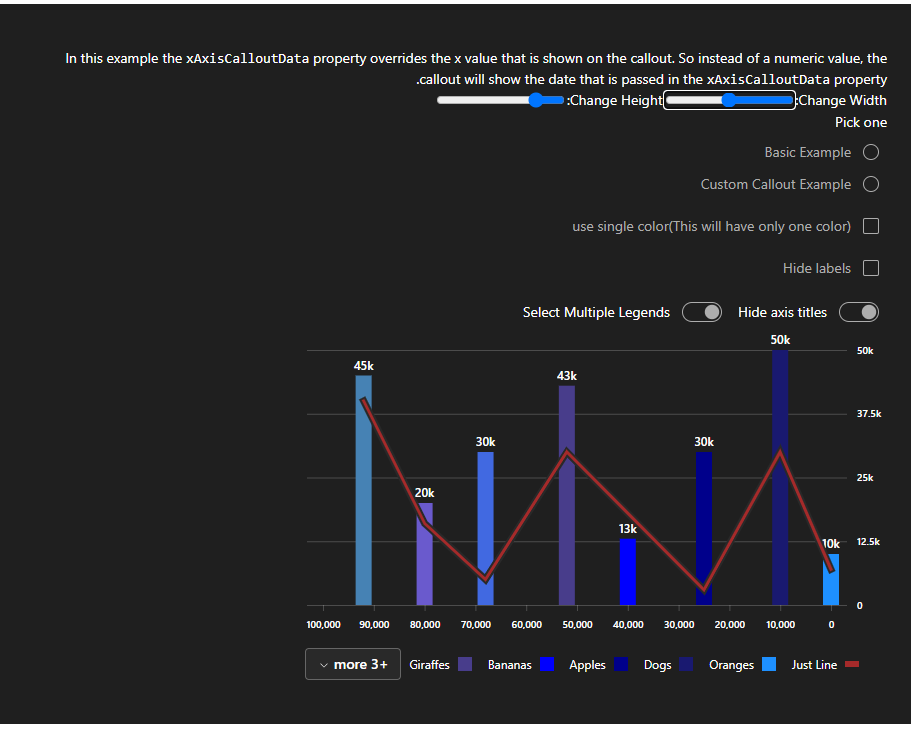 In this example the xAxisCalloutData property overrides the x value that is shown on the callout. So instead of a numeric value, the
.callout will show the date that is passed in the xAxisCalloutData property
:Change Height :Change Width
Pick one
Basic Example
Custom Callout Example
use single color(This will have only one color)
Hide labels
Select Multiple Legends Hide axis titles
50k
50k
45k
43k
37.5k
30k 30k
25k
20k
13k
10k 12.5k
0
100,000 90,000 80,000 70,000 60,000 50,000 40,000 30,000 20,000 10,000 0
more 3+ Giraffes Bananas Apples Dogs Oranges Just Line